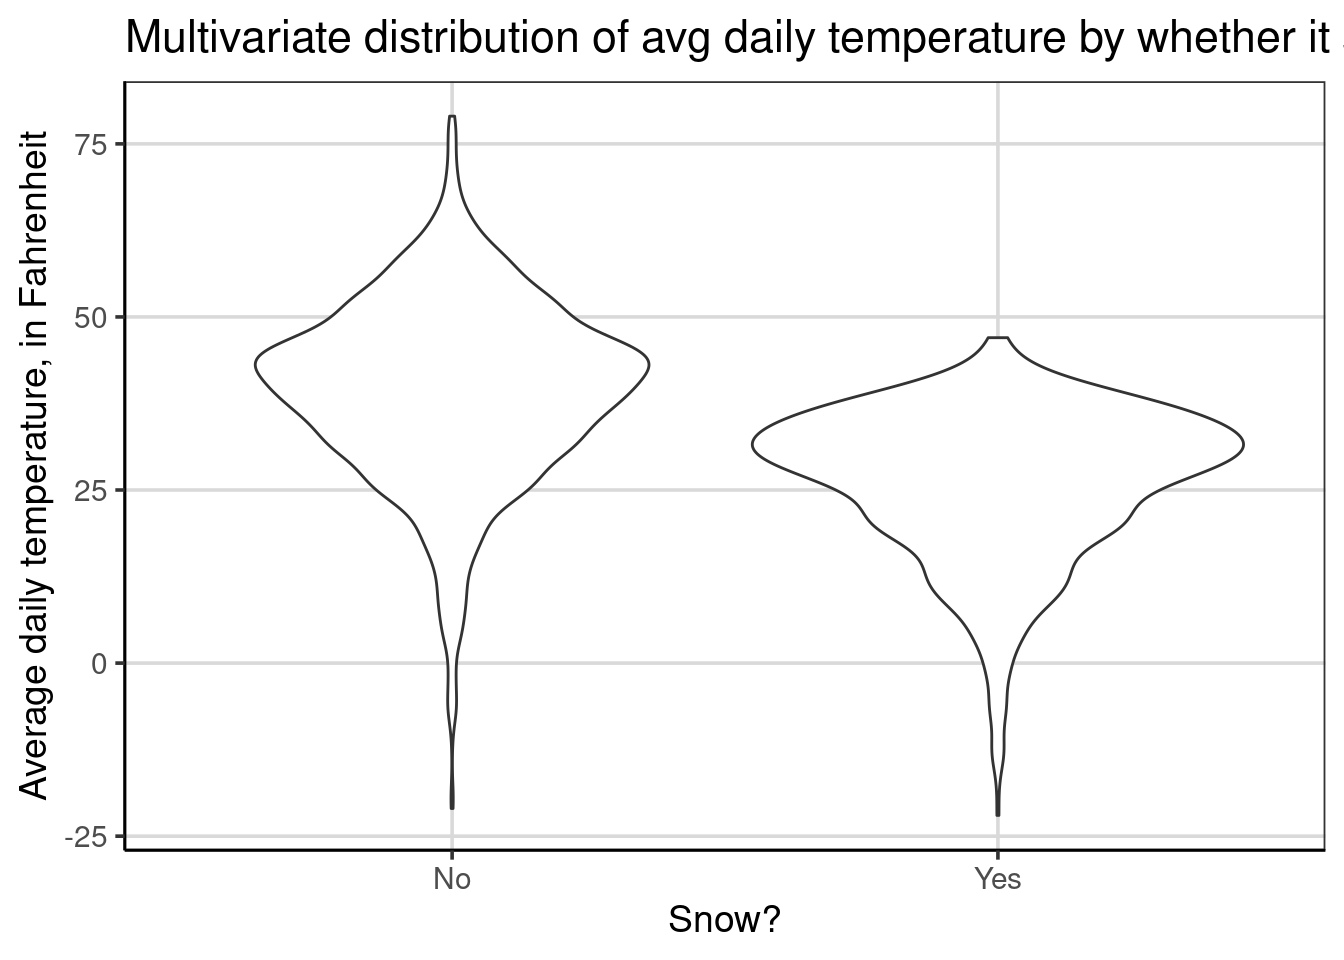 Multivariate distribution of avg daily temperature by whether it
Average daily temperature, in Fahrenheit
75
50
25
0
-25
No Yes
Snow?